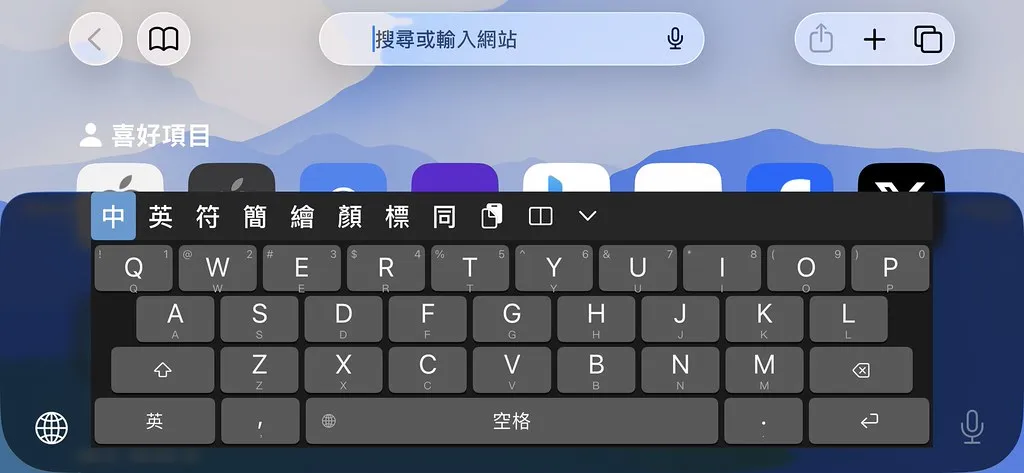 搜尋或輸入網站
喜好項目
中 英 符 簡 繪 顏 標 同
! 1 @ 2 # 3 $ 4 % 5 ^ 6 & 7 * 8 ( 9 ) 0
Q W E R T Y U I O P
Q W E R T Y U I O P
A S D F G H J K L
A S D F G H J K L
Z X C V B N M
Z X C V B N M
英 , 空格 .